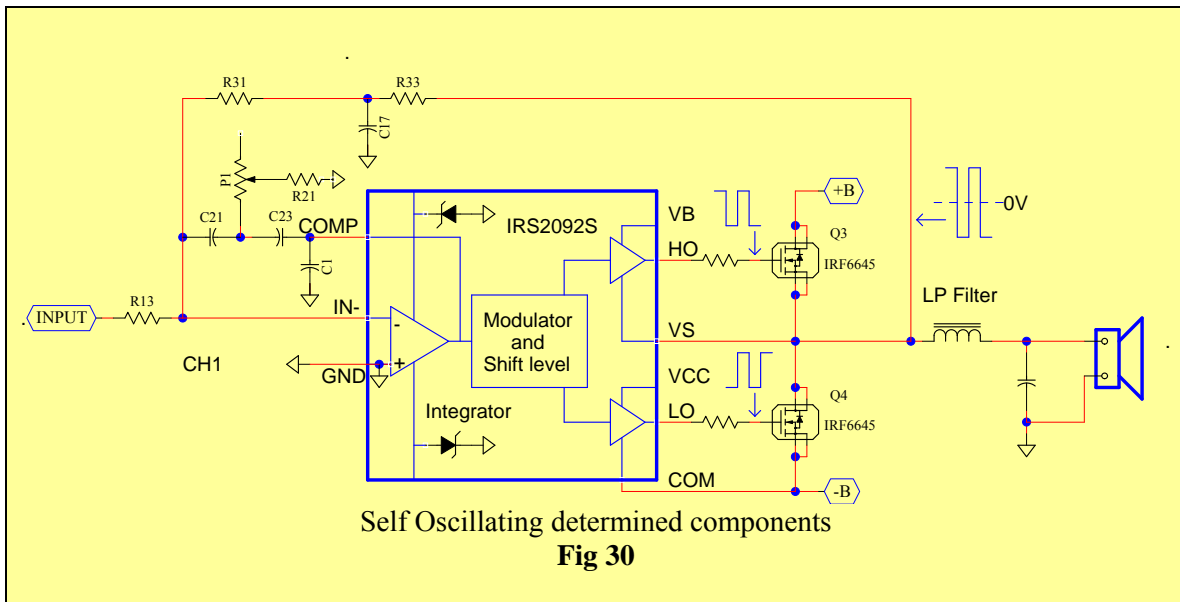 R31
R33
C17
P1
R21
C21
C23
COMP
C1
INPUT
R13
IN-
GND
CH1
IRS2092S
-
+
Modulator
and
Shift level
Integrator
VB
HO
VS
VCC
LO
COM
+B
Q3
IRF6645
0V
LP Filter
Q4
IRF6645
-B
Self Oscillating determined components
Fig 30